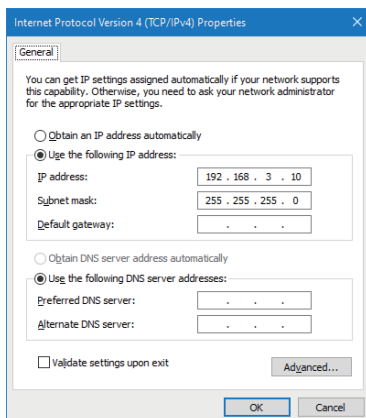 Internet Protocol Version 4 (TCP/IPv4) Properties
General
You can get IP settings assigned automatically if your network supports
this capability. Otherwise, you need to ask your network administrator
for the appropriate IP settings.
Obtain an IP address automatically
Use the following IP address:
IP address: 192 . 168 . 3 . 10
Subnet mask: 255 . 255 . 255 . 0
Default gateway: . . .
Obtain DNS server address automatically
Use the following DNS server addresses:
Preferred DNS server: . . .
Alternate DNS server: . . .
Validate settings upon exit
Advanced...
OK Cancel